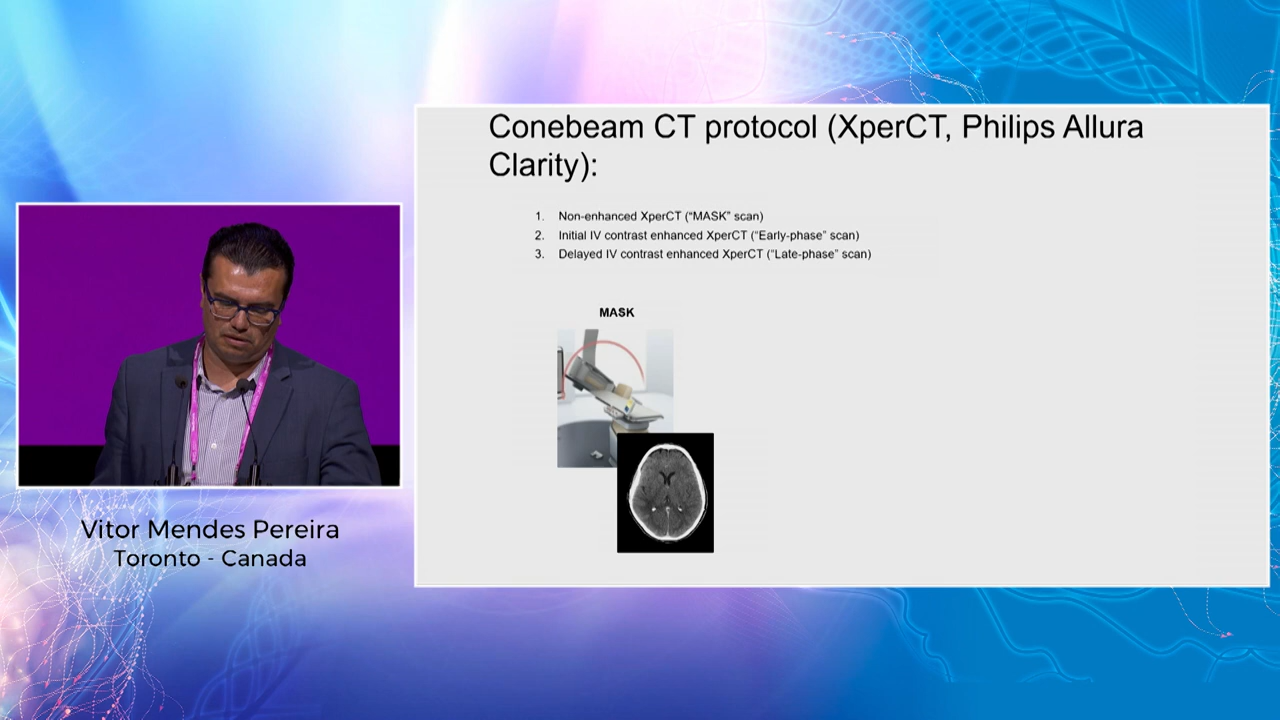 Conebeam CT protocol (XperCT, Philips Allura
Clarity):
1. Non-enhanced XperCT (“MASK” scan)
2. Initial IV contrast enhanced XperCT (“Early-phase” scan)
3. Delayed IV contrast enhanced XperCT (“Late-phase” scan)
MASK
Vitor Mendes Pereira
Toronto - Canada